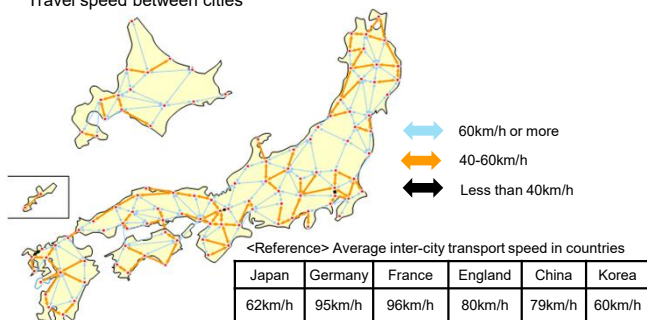 Travel speed between cities
60km/h or more
40-60km/h
Less than 40km/h
<Reference> Average inter-city transport speed in countries
Japan Germany France England China Korea
62km/h 95km/h 96km/h 80km/h 79km/h 60km/h